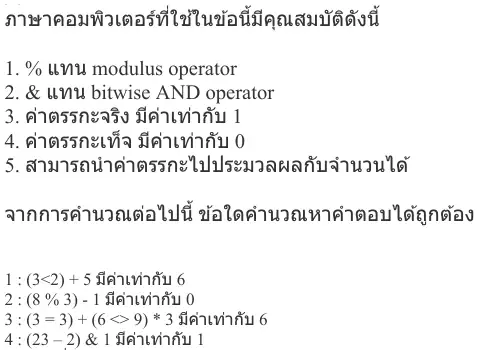 ภาษาคอมพิวเตอร์ที่ใช้ในข้อนี้มีคุณสมบัติดังนี้
1. % แทน modulus operator
2. & แทน bitwise AND operator
3. ค่าตรรกะจริง มีค่าเท่ากับ 1
4. ค่าตรรกะเท็จ มีค่าเท่ากับ 0
5. สามารถนำค่าตรรกะไปประมวลผลกับจำนวนได้
จากการคำนวณต่อไปนี้ ข้อใดคำนวณหาคำตอบได้ถูกต้อง
1 : (3<2) + 5 มีค่าเท่ากับ 6
2 : (8 % 3) - 1 มีค่าเท่ากับ 0
3 : (3 = 3) + (6 <> 9) * 3 มีค่าเท่ากับ 6
4 : (23 – 2) & 1 มีค่าเท่ากับ 1